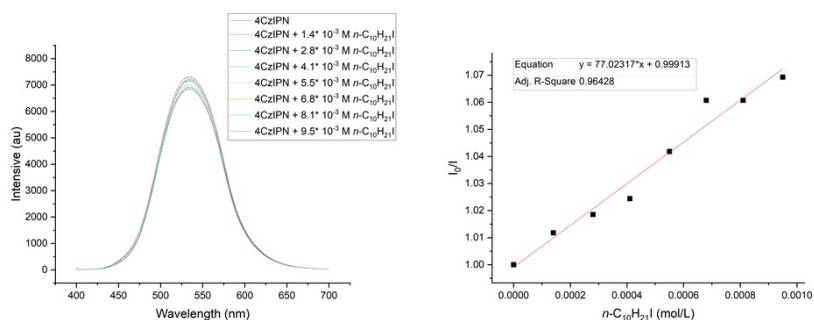 4CzIPN
4CzIPN + 1.4* 10⁻³ M n-C₁₀H₂₁I
4CzIPN + 2.8* 10⁻³ M n-C₁₀H₂₁I
4CzIPN + 4.1* 10⁻³ M n-C₁₀H₂₁I
4CzIPN + 5.5* 10⁻³ M n-C₁₀H₂₁I
4CzIPN + 6.8* 10⁻³ M n-C₁₀H₂₁I
4CzIPN + 8.1* 10⁻³ M n-C₁₀H₂₁I
4CzIPN + 9.5* 10⁻³ M n-C₁₀H₂₁I
Intensive (au)
8000
7000
6000
5000
4000
3000
2000
1000
0
400 450 500 550 600 650 700
Wavelength (nm)
Equation y = 77.02317*x + 0.99913
Adj. R-Square 0.96428
I₀/I
1.07
1.06
1.05
1.04
1.03
1.02
1.01
1.00
0.0000 0.0002 0.0004 0.0006 0.0008 0.0010
n-C₁₀H₂₁I (mol/L)